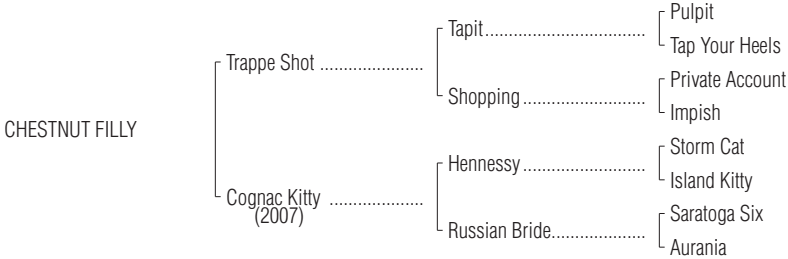 Pulpit
Tapit..................................
Tap Your Heels
Trappe Shot ......................
Private Account
Shopping..........................
Impish
CHESTNUT FILLY
Storm Cat
Hennessy..........................
Island Kitty
Cognac Kitty ....................
(2007)
Saratoga Six
Russian Bride....................
Aurania